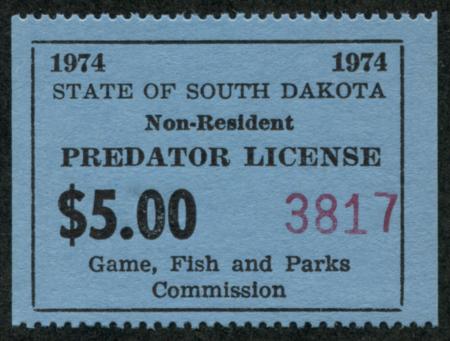 1974 1974
STATE OF SOUTH DAKOTA
Non-Resident
PREDATOR LICENSE
$5.00 3817
Game, Fish and Parks
Commission